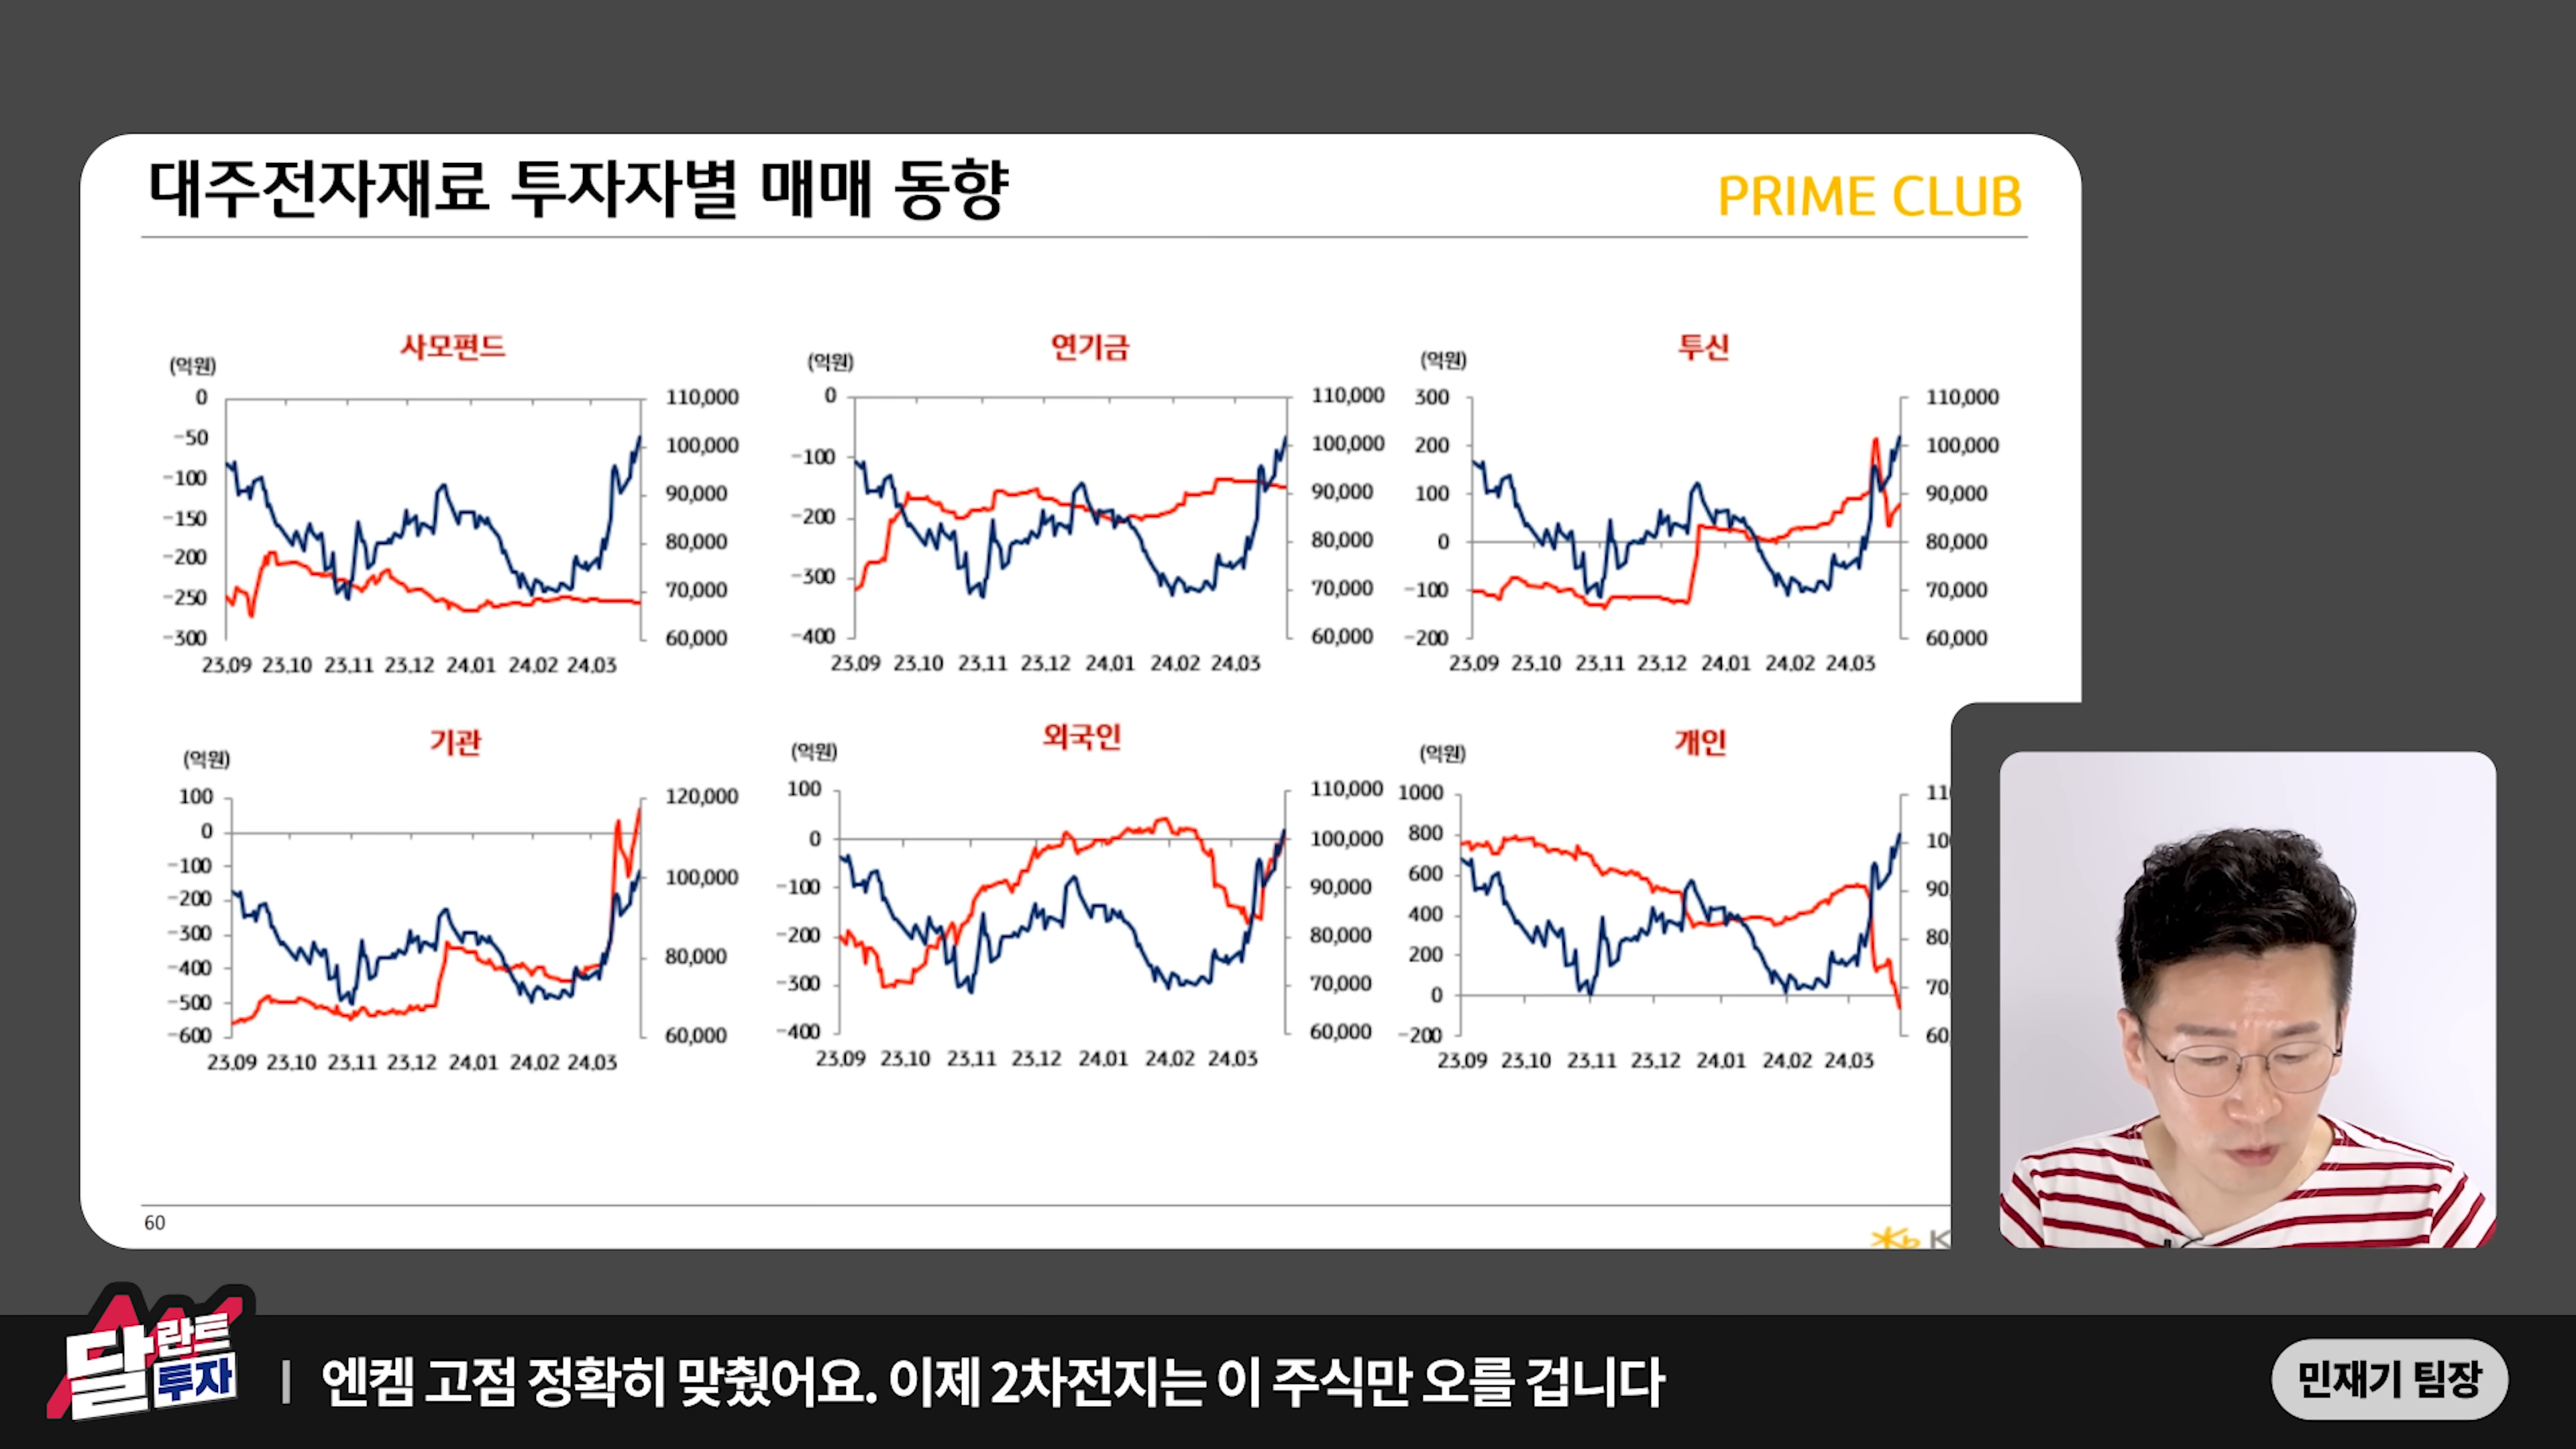 대주전자재료 투자자별 매매 동향
PRIME CLUB
사모펀드
(억원)
0
-50
-100
-150
-200
-250
-300
110,000
100,000
90,000
80,000
70,000
60,000
23.09 23.10 23.11 23.12 24.01 24.02 24.03
연기금
(억원)
0
-100
-200
-300
-400
110,000
100,000
90,000
80,000
70,000
60,000
23.09 23.10 23.11 23.12 24.01 24.02 24.03
투신
(억원)
300
200
100
0
-100
-200
110,000
100,000
90,000
80,000
70,000
60,000
23.09 23.10 23.11 23.12 24.01 24.02 24.03
기관
(억원)
100
0
-100
-200
-300
-400
-500
-600
120,000
100,000
80,000
60,000
23.09 23.10 23.11 23.12 24.01 24.02 24.03
외국인
(억원)
100
0
-100
-200
-300
-400
110,000
100,000
90,000
80,000
70,000
60,000
23.09 23.10 23.11 23.12 24.01 24.02 24.03
개인
(억원)
1000
800
600
400
200
0
-200
11
10
90
80
70
60
23.09 23.10 23.11 23.12 24.01 24.02 24.03
60
K
달란트
투자
엔켐 고점 정확히 맞췄어요. 이제 2차전지는 이 주식만 오를 겁니다
민재기 팀장